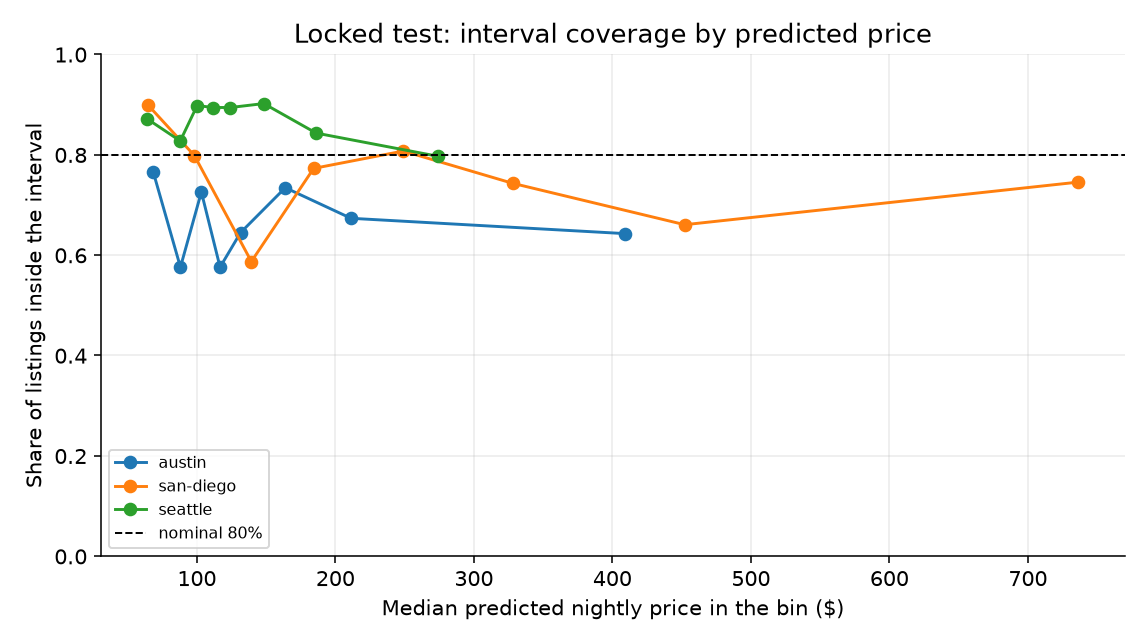 Locked test: interval coverage by predicted price
Share of listings inside the interval
1.0
0.8
0.6
0.4
0.2
0.0
austin
san-diego
seattle
nominal 80%
100 200 300 400 500 600 700
Median predicted nightly price in the bin ($)